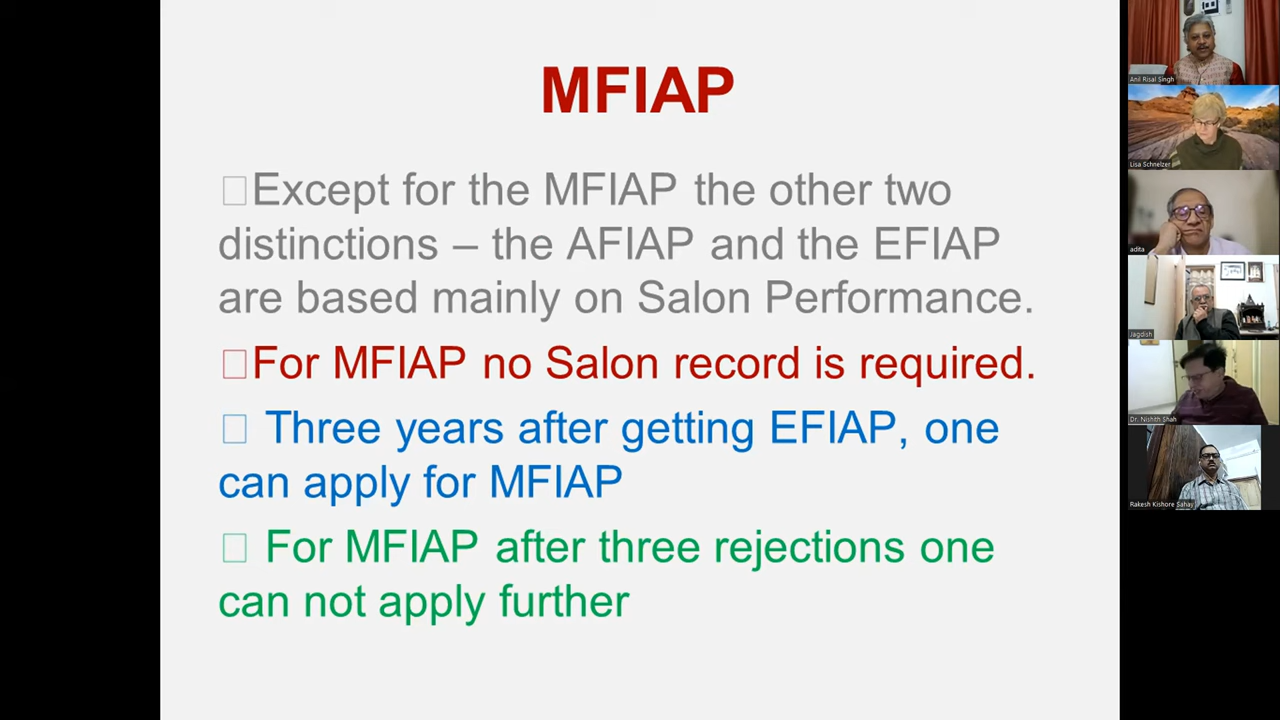 MFIAP
Except for the MFIAP the other two
distinctions – the AFIAP and the EFIAP
are based mainly on Salon Performance.
For MFIAP no Salon record is required.
Three years after getting EFIAP, one
can apply for MFIAP
For MFIAP after three rejections one
can not apply further
Anil Risal Singh
Lisa Schnelzer
adita
Jagdish
Dr. Nishith Shah
Rakesh Kishore Sahay